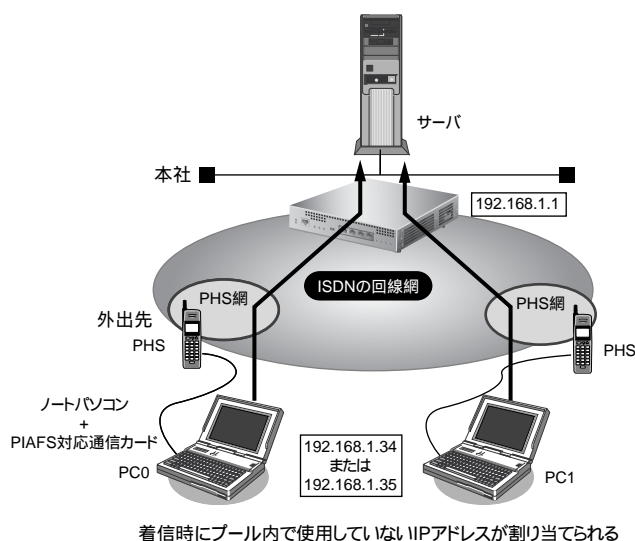 サーバ
本社
192.168.1.1
ISDNの回線網
PHS網
PHS網
外出先
PHS
PHS
ノートパソコン
+
PIAFS対応通信カード
PC0
192.168.1.34
または
192.168.1.35
PC1
着信時にプール内で使用していないIPアドレスが割り当てられる